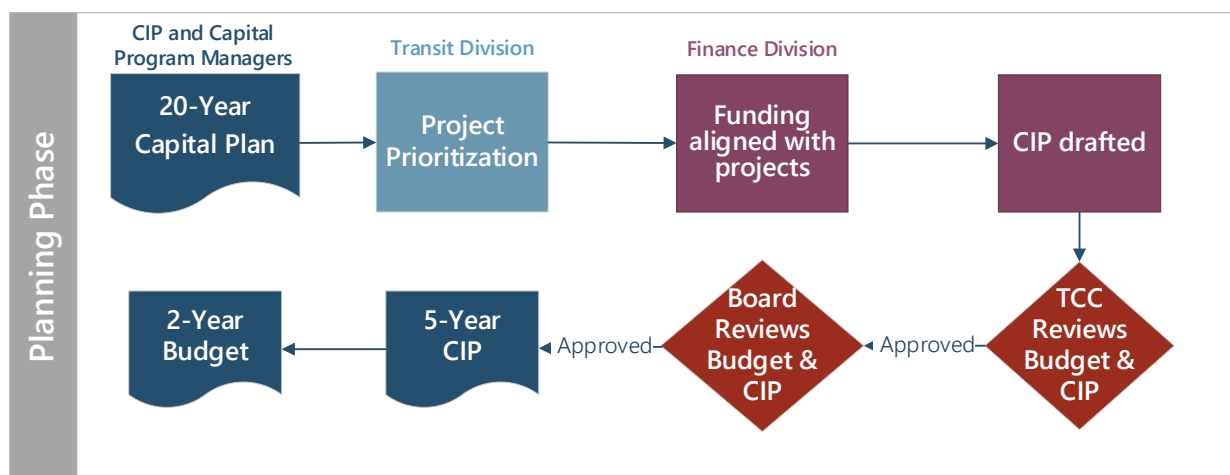 Planning Phase
CIP and Capital
Program Managers
20-Year
Capital Plan
Transit Division
Project
Prioritization
Finance Division
Funding
aligned with
projects
CIP drafted
TCC
Reviews
Budget &
CIP
Approved
Board
Reviews
Budget &
CIP
Approved
5-Year
CIP
2-Year
Budget